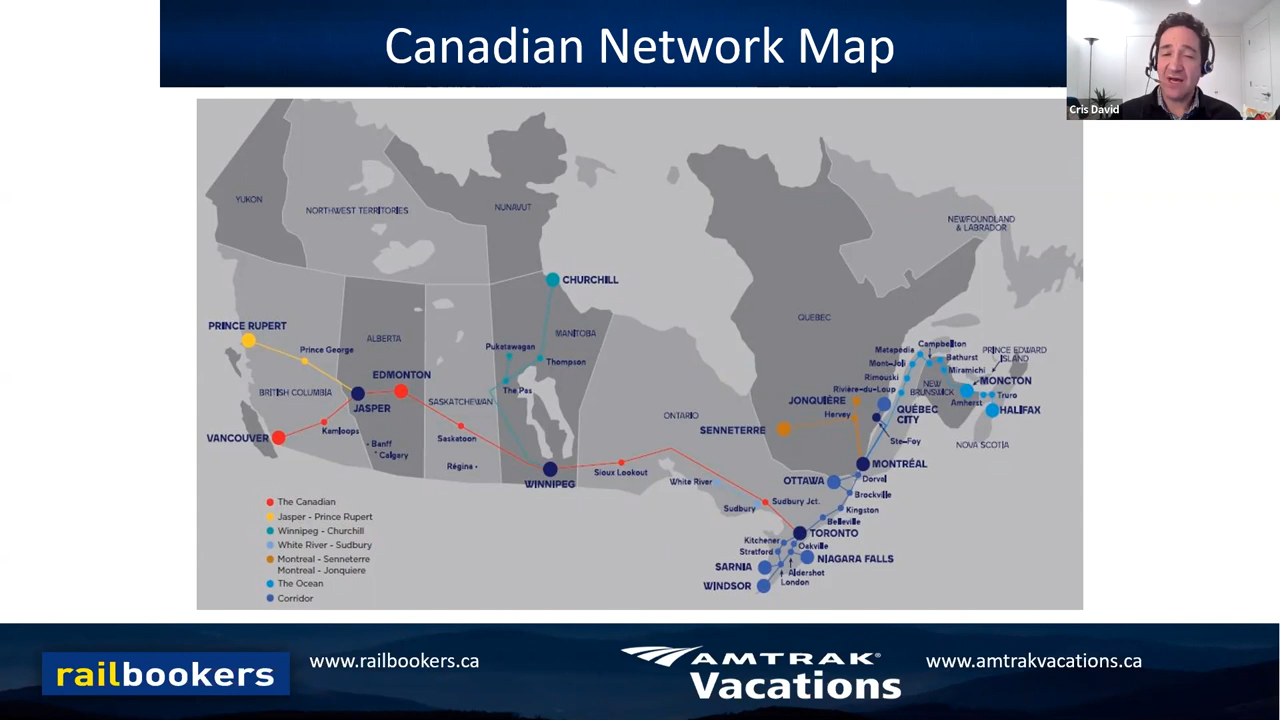 Canadian Network Map
Cris David
YUKON
NORTHWEST TERRITORIES
NUNAVUT
NEWFOUNDLAND
& LABRADOR
CHURCHILL
PRINCE RUPERT
Prince George
ALBERTA
MANITOBA
QUEBEC
Pukatawagan
Thompson
The Pas
EDMONTON
JASPER
BRITISH COLUMBIA
SASKATCHEWAN
VANCOUVER
Kamloops
Banff
Calgary
Saskatoon
Régina
WINNIPEG
Sioux Lookout
ONTARIO
White River
Sudbury
Sudbury Jct.
SENNETERRE
JONQUIÈRE
Hervey
Matapédia
Campbellton
Bathurst
Miramichi
PRINCE EDWARD
ISLAND
Mont-Joli
Rimouski
Rivière-du-Loup
NEW
BRUNSWICK
MONCTON
Amherst
Truro
HALIFAX
NOVA SCOTIA
QUÉBEC
CITY
Ste-Foy
MONTRÉAL
OTTAWA
Dorval
Brockville
Kingston
Belleville
TORONTO
Oakville
Kitchener
Stratford
NIAGARA FALLS
SARNIA
Aldershot
London
WINDSOR
The Canadian
Jasper - Prince Rupert
Winnipeg - Churchill
White River - Sudbury
Montreal - Senneterre
Montreal - Jonquiere
The Ocean
Corridor
railbookers
www.railbookers.ca
AMTRAK®
Vacations
www.amtrakvacations.ca